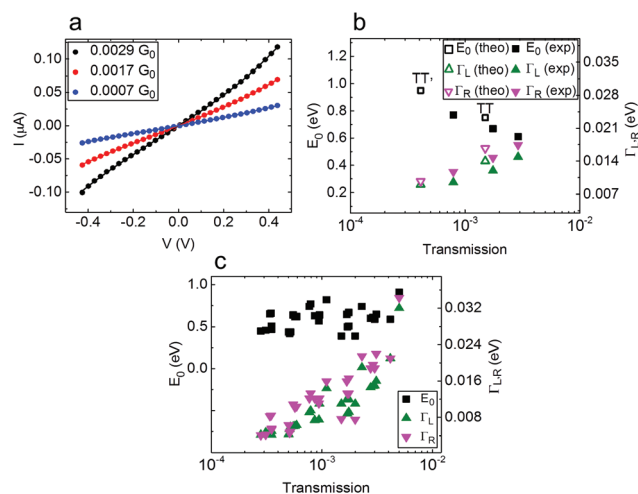 a
0.0029 G0
0.0017 G0
0.0007 G0
0.10
0.05
0.00
-0.05
-0.10
I (μA)
-0.4 -0.2 0.0 0.2 0.4
V (V)
b
E0 (theo) E0 (exp)
ΓL (theo) ΓL (exp)
ΓR (theo) ΓR (exp)
TT'
TT
1.2
1.0
0.8
0.6
0.4
0.2
E0 (eV)
0.035
0.028
0.021
0.014
0.007
ΓL,R (eV)
10-4 10-3 10-2
Transmission
c
1.0
0.5
0.0
E0 (eV)
0.032
0.024
0.016
0.008
ΓL,R (eV)
E0
ΓL
ΓR
10-4 10-3 10-2
Transmission